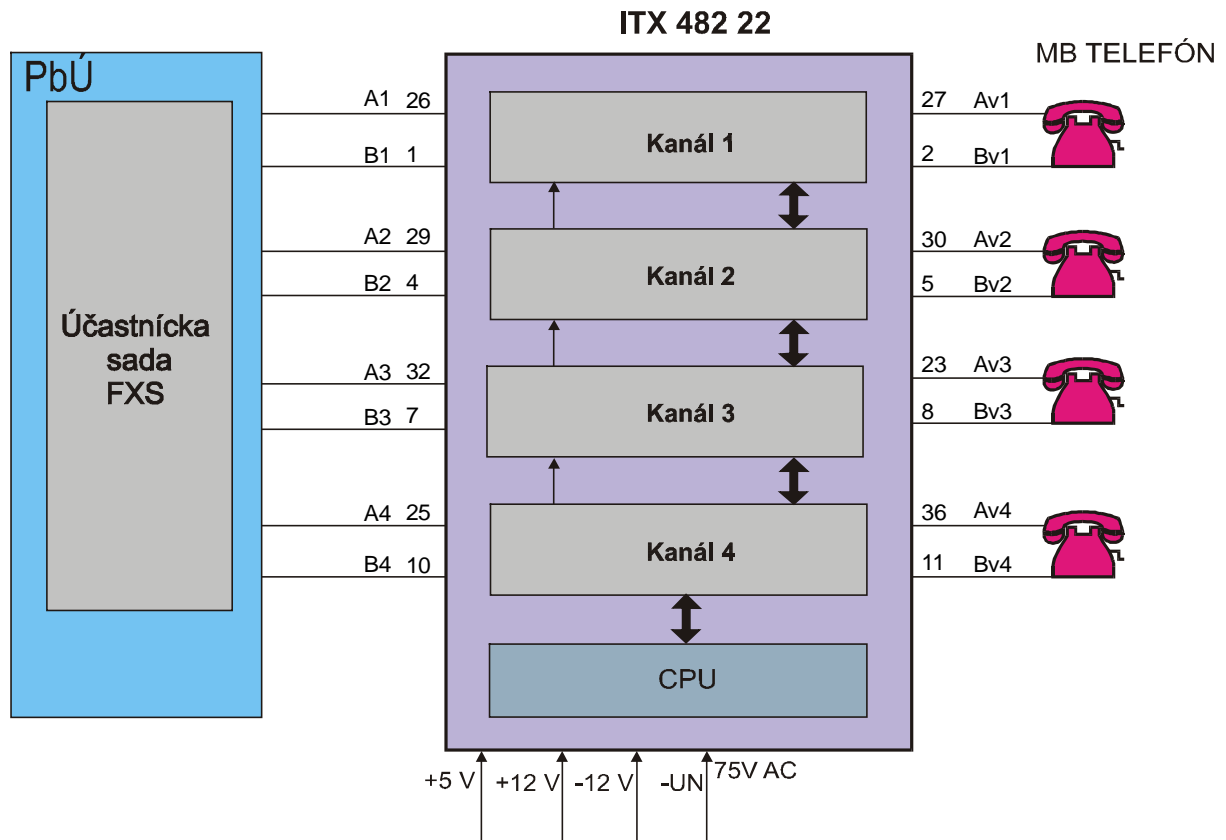 ITX 482 22
MB TELEFÓN
PbÚ
Účastnícka
sada
FXS
A1 26
B1 1
A2 29
B2 4
A3 32
B3 7
A4 25
B4 10
Kanál 1
Kanál 2
Kanál 3
Kanál 4
CPU
27 Av1
2 Bv1
30 Av2
5 Bv2
23 Av3
8 Bv3
36 Av4
11 Bv4
+5 V
+12 V
-12 V
-UN
75V AC